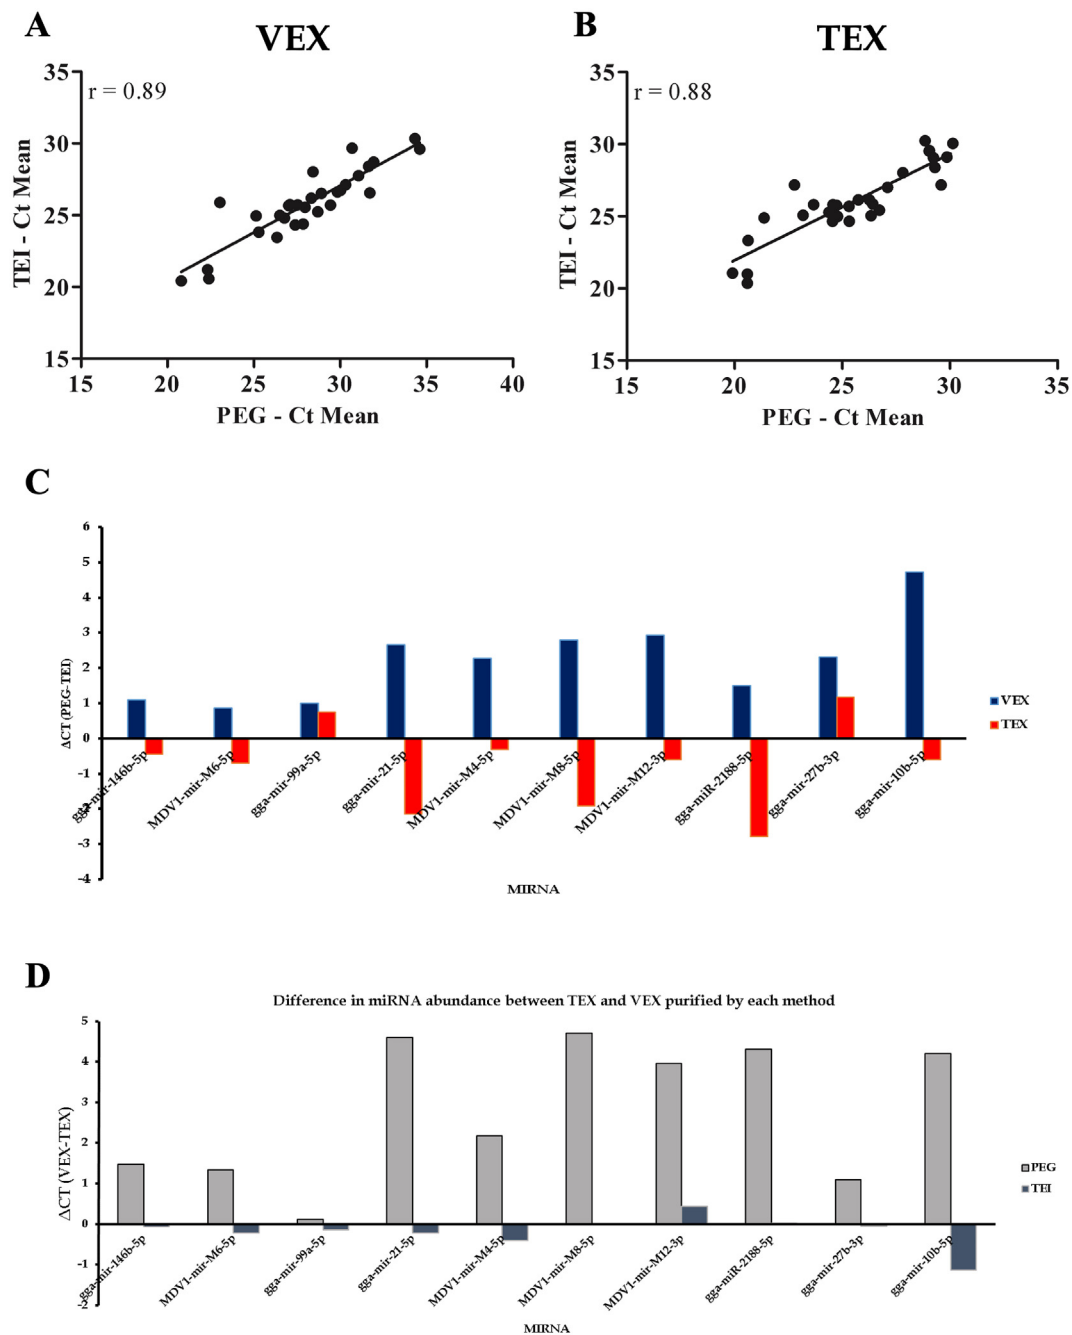 A
VEX
B
TEX
35
30
25
20
15
r = 0.89
TEI - Ct Mean
15
20
25
30
35
40
PEG - Ct Mean
35
30
25
20
15
r = 0.88
TEI - Ct Mean
15
20
25
30
35
PEG - Ct Mean
C
6
5
4
3
2
1
0
-1
-2
-3
-4
ΔCT (PEG-TEI)
gga-mir-146b-5p
MDV1-mir-M6-5p
gga-mir-99a-5p
gga-mir-21-5p
MDV1-mir-M4-5p
MDV1-mir-M8-5p
MDV1-mir-M12-3p
gga-miR-2188-5p
gga-mir-27b-3p
gga-mir-10b-5p
MIRNA
VEX
TEX
D
Difference in miRNA abundance between TEX and VEX purified by each method
5
4
3
2
1
0
-1
-2
ΔCT (VEX-TEX)
gga-mir-146b-5p
MDV1-mir-M6-5p
gga-mir-99a-5p
gga-mir-21-5p
MDV1-mir-M4-5p
MDV1-mir-M8-5p
MDV1-mir-M12-3p
gga-miR-2188-5p
gga-mir-27b-3p
gga-mir-10b-5p
MIRNA
PEG
TEI